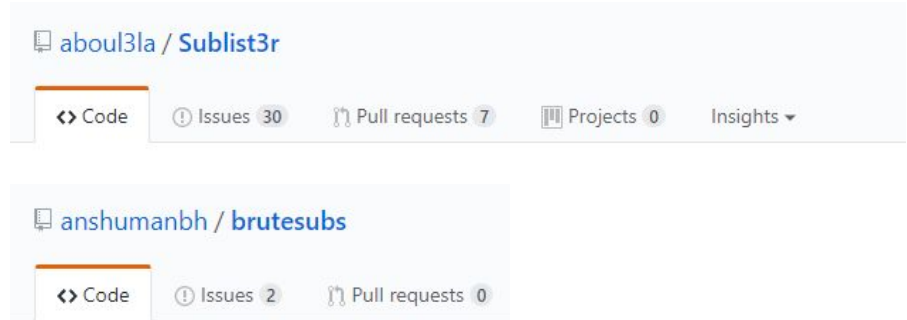 aboul3la / Sublist3r
<> Code Issues 30 Pull requests 7 Projects 0 Insights
anshumanbh / brutesubs
<> Code Issues 2 Pull requests 0